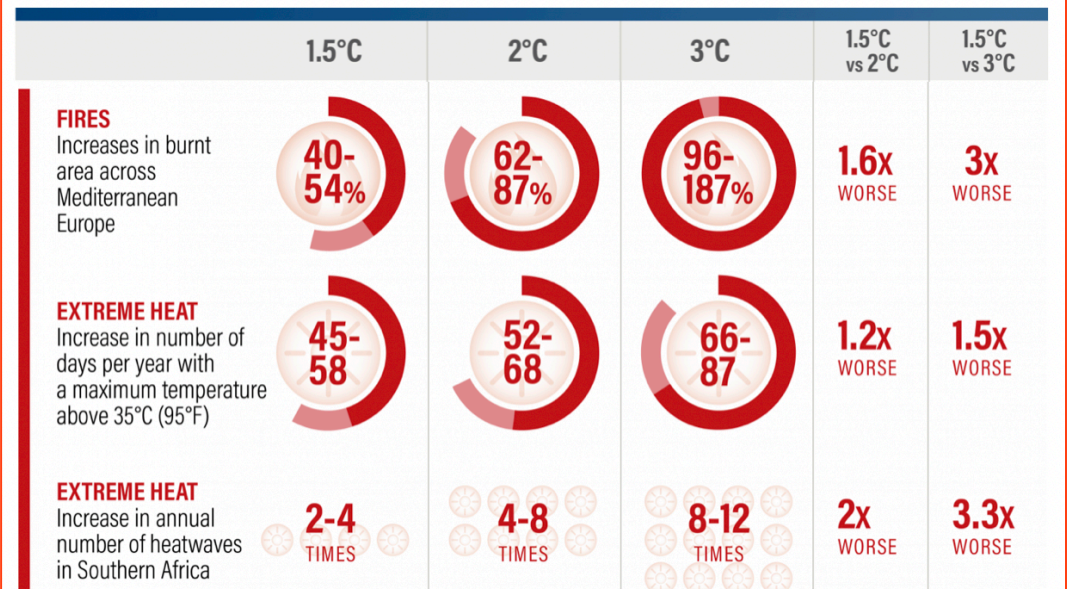 1.5°C
2°C
3°C
1.5°C
vs 2°C
1.5°C
vs 3°C
FIRES
Increases in burnt
area across
Mediterranean
Europe
40-
54%
62-
87%
96-
187%
1.6x
WORSE
3x
WORSE
EXTREME HEAT
Increase in number of
days per year with
a maximum temperature
above 35°C (95°F)
45-
58
52-
68
66-
87
1.2x
WORSE
1.5x
WORSE
EXTREME HEAT
Increase in annual
number of heatwaves
in Southern Africa
2-4
TIMES
4-8
TIMES
8-12
TIMES
2x
WORSE
3.3x
WORSE